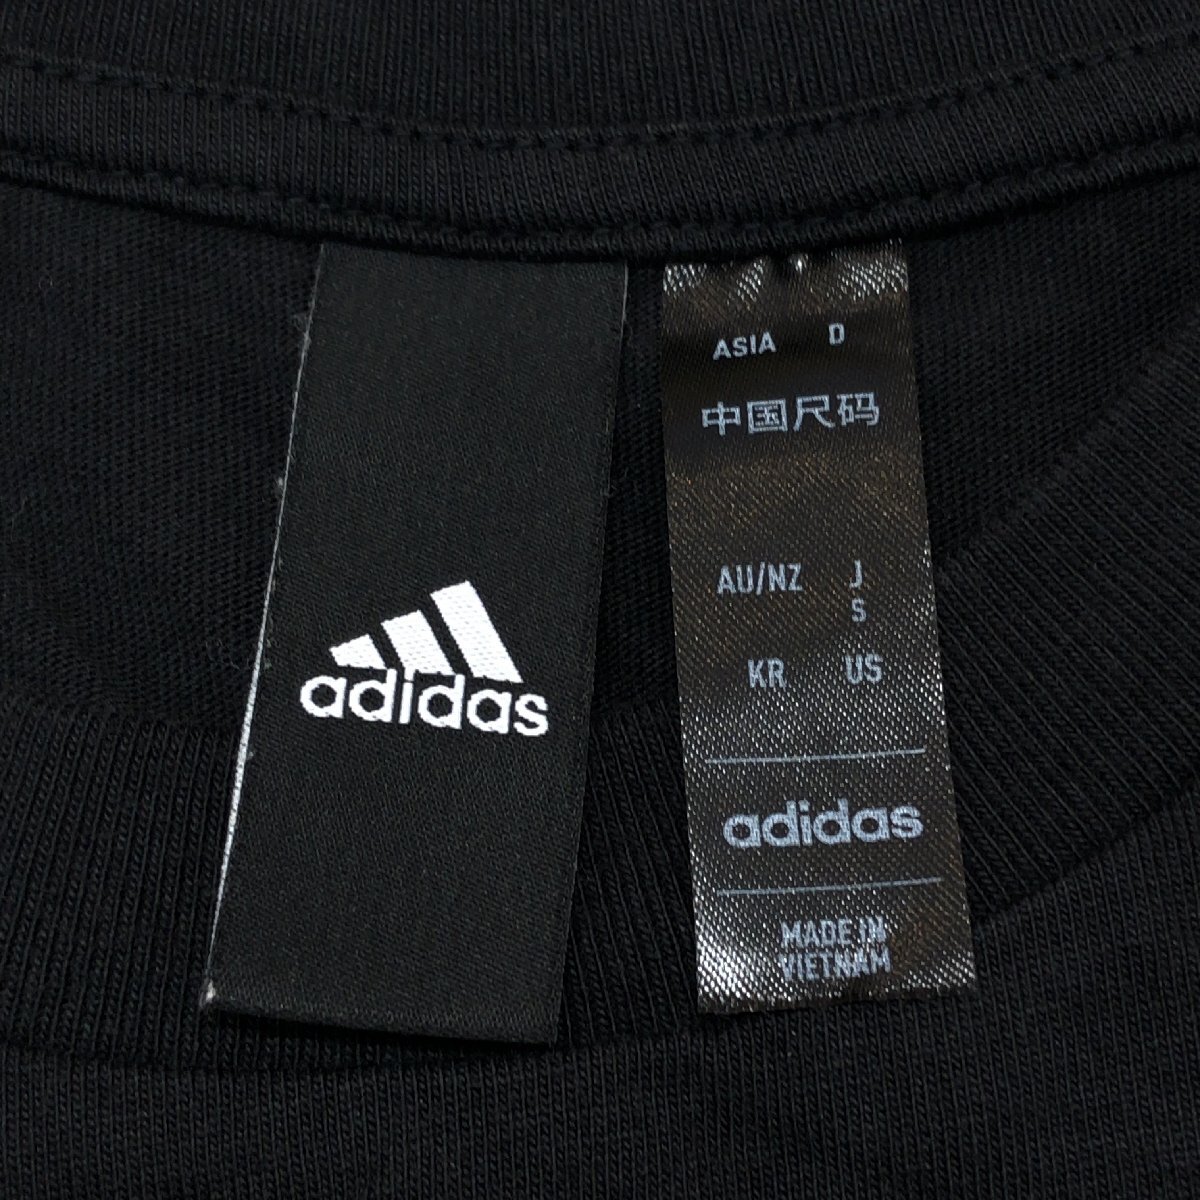 adidas
ASIA D
中国尺码
AU/NZ J
S
KR US
adidas
MADE IN
VIETNAM